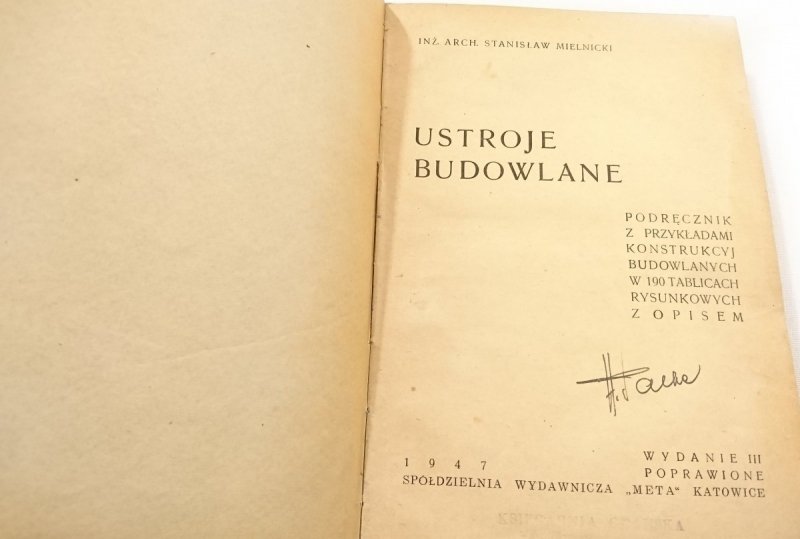 INŻ. ARCH. STANISŁAW MIELNICKI
USTROJE
BUDOWLANE
PODRĘCZNIK
Z PRZYKŁADAMI
KONSTRUKCYJ
BUDOWLANYCH
W 190 TABLICACH
RYSUNKOWYCH
Z OPISEM
1947
WYDANIE III
POPRAWIONE
SPÓŁDZIELNIA WYDAWNICZA „META" KATOWICE